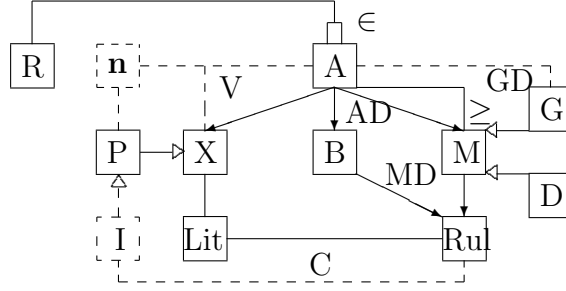 ∈
R n A
V GD
AD ≥ G
P X B M
MD D
I Lit Rul
C